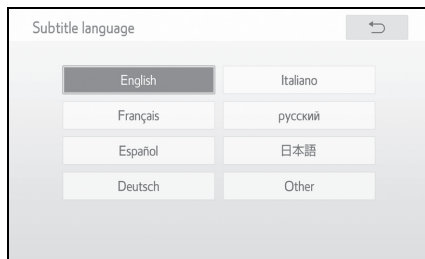 Subtitle language
English
Italiano
Français
русский
Español
日本語
Deutsch
Other